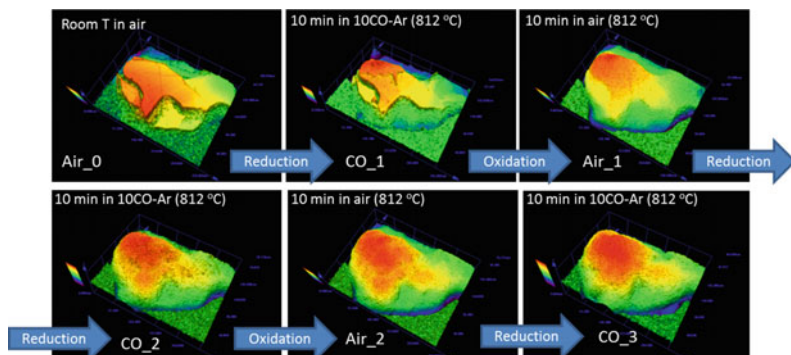 Room T in air
10 min in 10CO-Ar (812 °C)
10 min in air (812 °C)
Air_0
Reduction
CO_1
Oxidation
Air_1
Reduction
10 min in 10CO-Ar (812 °C)
10 min in air (812 °C)
10 min in 10CO-Ar (812 °C)
Reduction
CO_2
Oxidation
Air_2
Reduction
CO_3